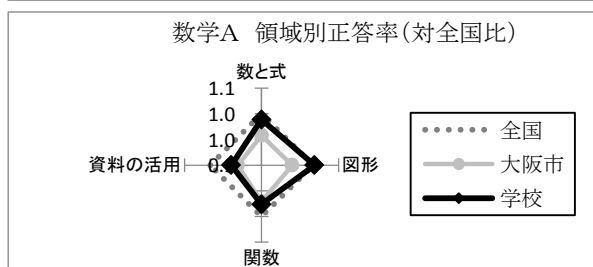 数学A 領域別正答率(対全国比)
数と式
1.1
1.0
1.0
資料の活用
図形
関数
全国
大阪市
学校